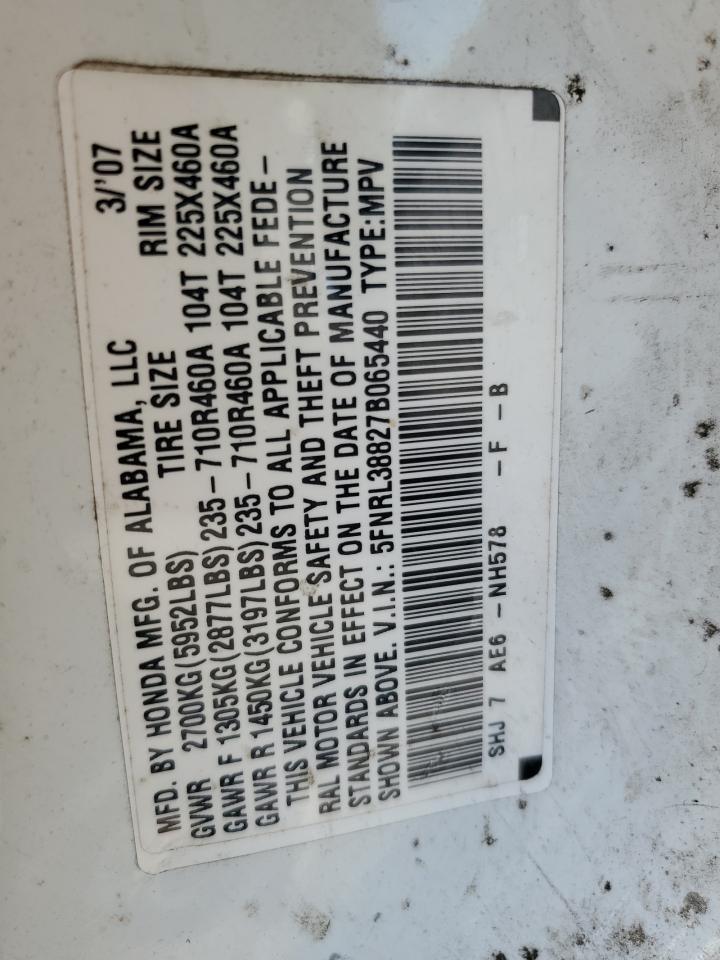 MFD. BY HONDA MFG. OF ALABAMA, LLC 3/'07
GVWR 2700KG(5952LBS) TIRE SIZE RIM SIZE
GAWR F 1305KG(2877LBS) 235-710R460A 104T 225X460A
GAWR R 1450KG(3197LBS) 235-710R460A 104T 225X460A
THIS VEHICLE CONFORMS TO ALL APPLICABLE FEDE-
RAL MOTOR VEHICLE SAFETY AND THEFT PREVENTION
STANDARDS IN EFFECT ON THE DATE OF MANUFACTURE
SHOWN ABOVE. V.I.N.: 5FNRL38827B065440 TYPE:MPV
SHJ 7 AE6 -NH578 -F -B